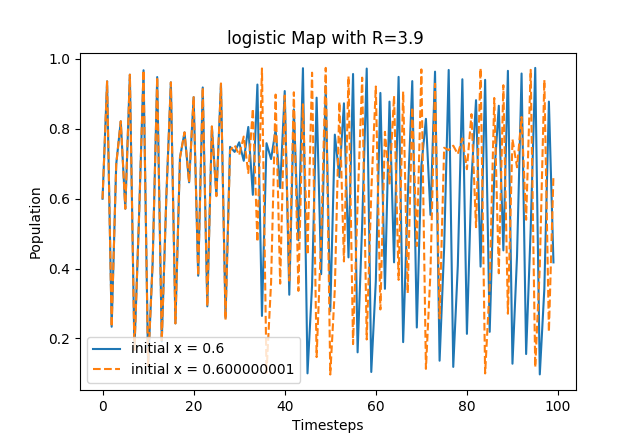 logistic Map with R=3.9
Population
1.0
0.8
0.6
0.4
0.2
initial x = 0.6
initial x = 0.600000001
0 20 40 60 80 100
Timesteps